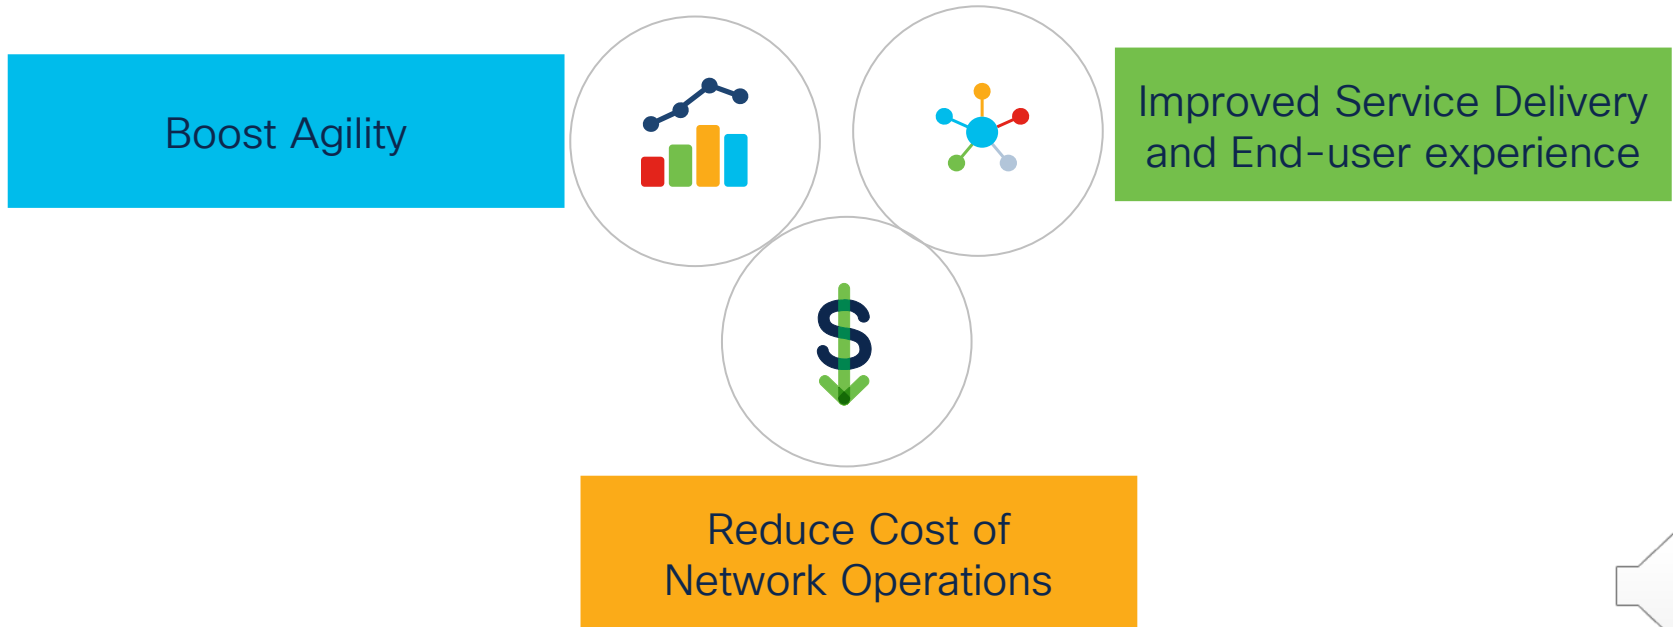 Boost Agility
Improved Service Delivery
and End-user experience
Reduce Cost of
Network Operations